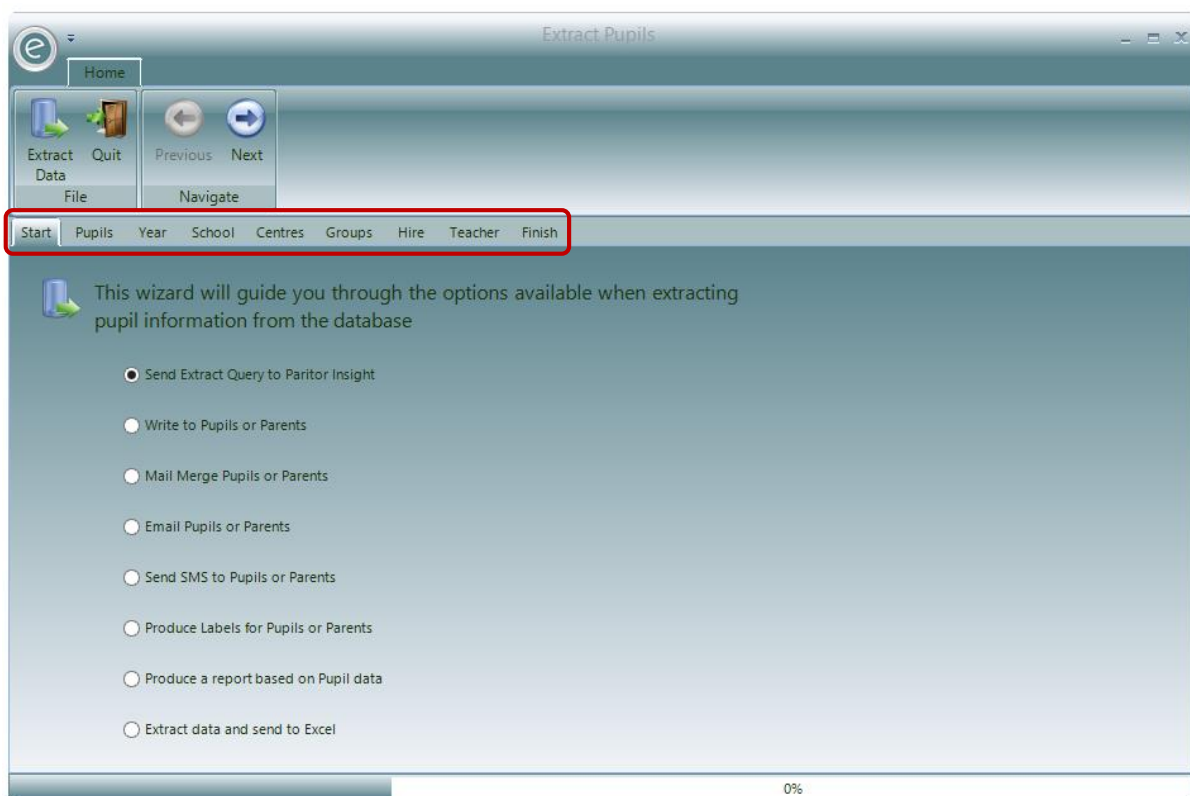 e
Extract Pupils
Home
Extract Quit Previous Next
Data
File Navigate
Start Pupils Year School Centres Groups Hire Teacher Finish
This wizard will guide you through the options available when extracting
pupil information from the database
Send Extract Query to Paritor Insight
Write to Pupils or Parents
Mail Merge Pupils or Parents
Email Pupils or Parents
Send SMS to Pupils or Parents
Produce Labels for Pupils or Parents
Produce a report based on Pupil data
Extract data and send to Excel
0%